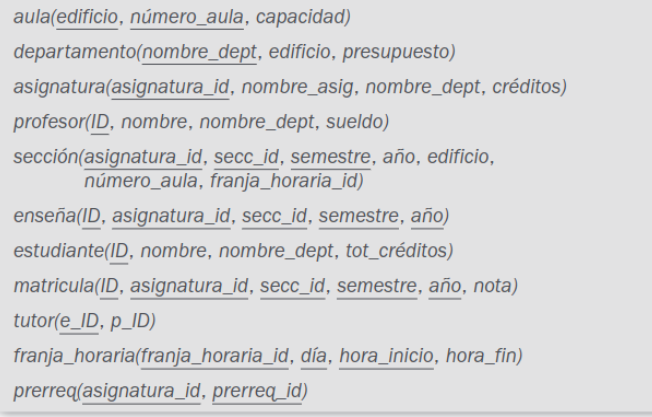 aula(edificio, número_aula, capacidad)
departamento(nombre_dept, edificio, presupuesto)
asignatura(asignatura_id, nombre_asig, nombre_dept, créditos)
profesor(ID, nombre, nombre_dept, sueldo)
sección(asignatura_id, secc_id, semestre, año, edificio,
número_aula, franja_horaria_id)
enseña(ID, asignatura_id, secc_id, semestre, año)
estudiante(ID, nombre, nombre_dept, tot_créditos)
matricula(ID, asignatura_id, secc_id, semestre, año, nota)
tutor(e_ID, p_ID)
franja_horaria(franja_horaria_id, día, hora_inicio, hora_fin)
prerreq(asignatura_id, prerreq_id)